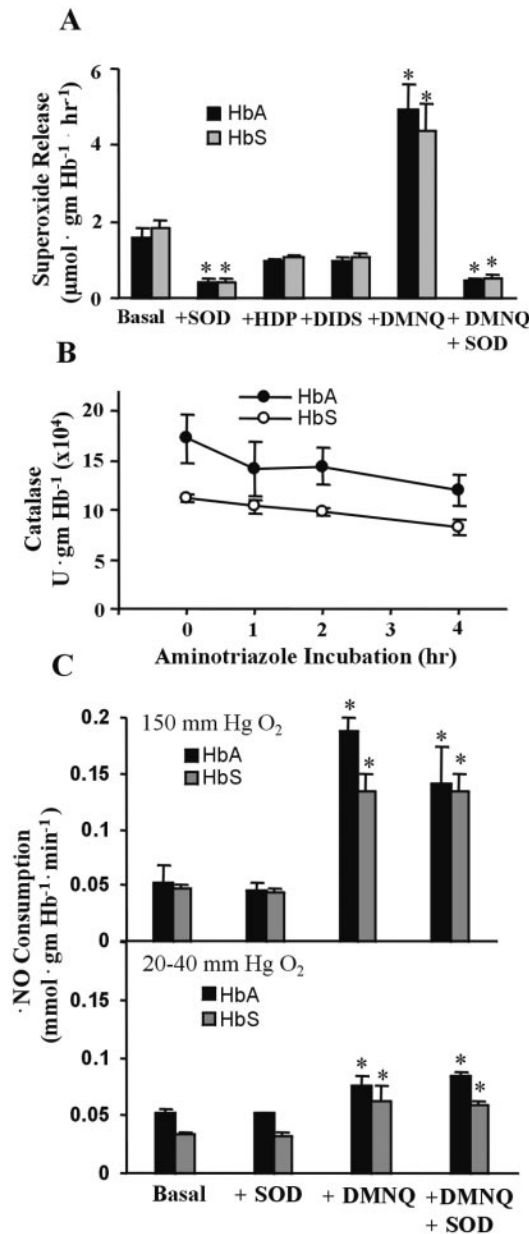 A
Superoxide Release
(µmol · gm Hb⁻¹ · hr⁻¹)
6
4
2
0
HbA
HbS
* *
* *
* *
Basal +SOD +HDP +DIDS +DMNQ + DMNQ
+ SOD
B
Catalase
U · gm Hb⁻¹ (x10⁴)
20
15
10
5
0
HbA
HbS
0 1 2 3 4
Aminotriazole Incubation (hr)
C
·NO Consumption
(mmol · gm Hb⁻¹ · min⁻¹)
150 mm Hg O₂
HbA
HbS
0.2
0.15
0.1
0.05
0
* *
* *
20-40 mm Hg O₂
HbA
HbS
0.15
0.1
0.05
0
* *
* *
Basal + SOD + DMNQ +DMNQ
+ SOD